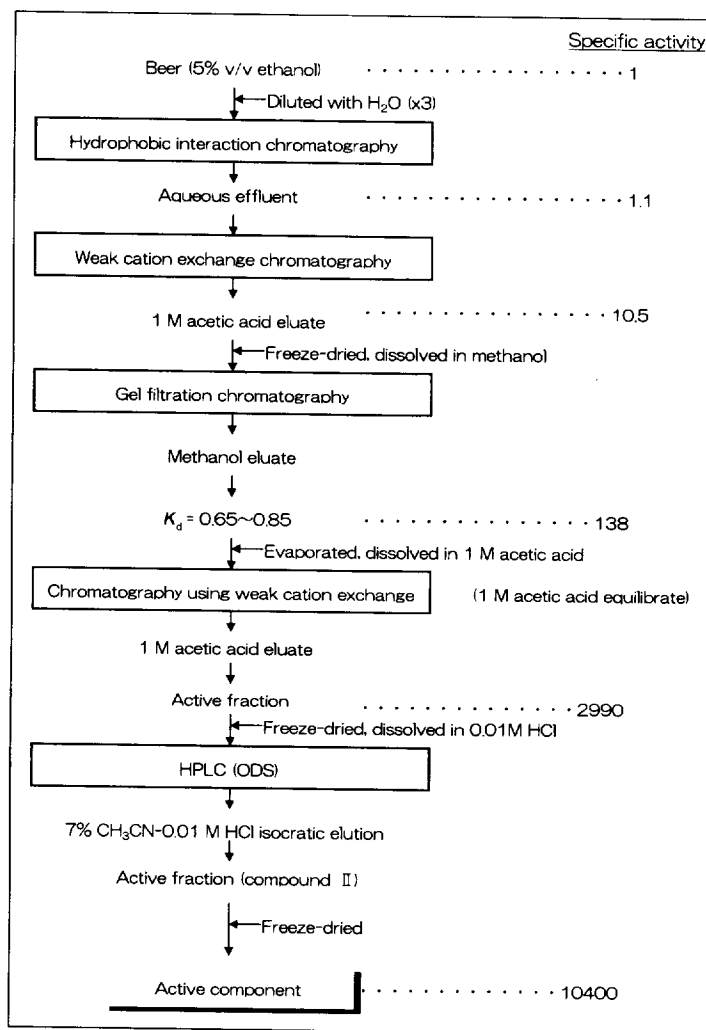 Specific activity
Beer (5% v/v ethanol) . . . . . . . . . . . . . . . . 1
Diluted with H₂O (x3)
Hydrophobic interaction chromatography
Aqueous effluent . . . . . . . . . . . . . . . . . 1.1
Weak cation exchange chromatography
1 M acetic acid eluate . . . . . . . . . . . . . . . . 10.5
Freeze-dried, dissolved in methanol
Gel filtration chromatography
Methanol eluate
Kd = 0.65~0.85 . . . . . . . . . . . . . . . 138
Evaporated, dissolved in 1 M acetic acid
Chromatography using weak cation exchange (1 M acetic acid equilibrate)
1 M acetic acid eluate
Active fraction . . . . . . . . . . . . . . 2990
Freeze-dried, dissolved in 0.01M HCl
HPLC (ODS)
7% CH₃CN-0.01 M HCl isocratic elution
Active fraction (compound II)
Freeze-dried
Active component . . . . . . . . . . . . . 10400